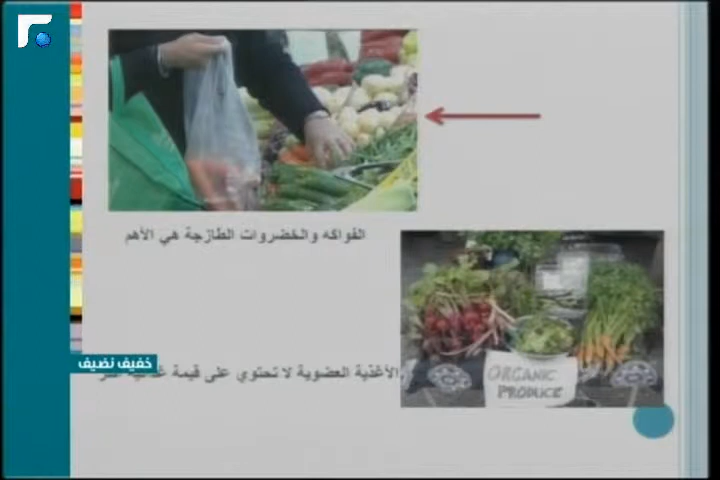 الفواكه والخضروات الطازجة هي الأهم
ORGANIC
PRODUCE
خفيف نضيف
الأغذية العضوية لا تحتوي على قيمة